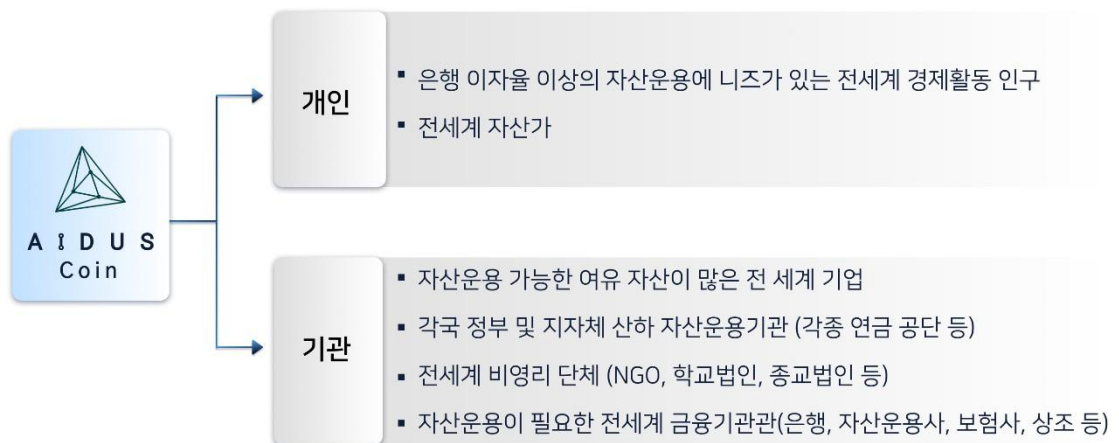 AIDUS
Coin
개인
▪ 은행 이자율 이상의 자산운용에 니즈가 있는 전세계 경제활동 인구
▪ 전세계 자산가
기관
▪ 자산운용 가능한 여유 자산이 많은 전 세계 기업
▪ 각국 정부 및 지자체 산하 자산운용기관 (각종 연금 공단 등)
▪ 전세계 비영리 단체 (NGO, 학교법인, 종교법인 등)
▪ 자산운용이 필요한 전세계 금융기관관(은행, 자산운용사, 보험사, 상조 등)